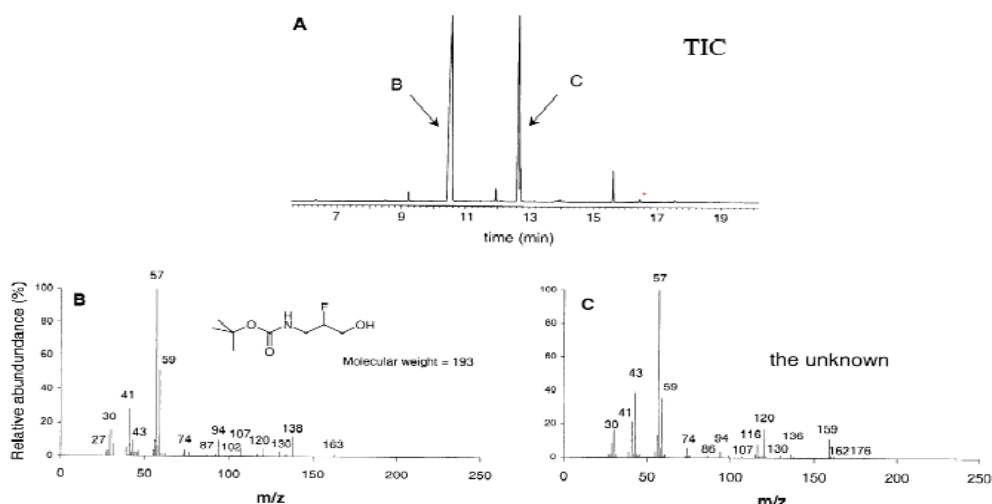 A
TIC
B
C
7 9 11 13 15 17 19
time (min)
Relative abundundance (%)
B
100
80
60
40
20
0
57
59
41
30
27
43
74
87
94
102
107
120
130
138
163
F
H
N
O
O
OH
Molecular weight = 193
0 50 100 150 200 250
m/z
C
100
80
60
40
20
0
57
43
59
41
30
74
86
94
107
116
120
130
136
159
162176
the unknown
0 50 100 150 200 250
m/z